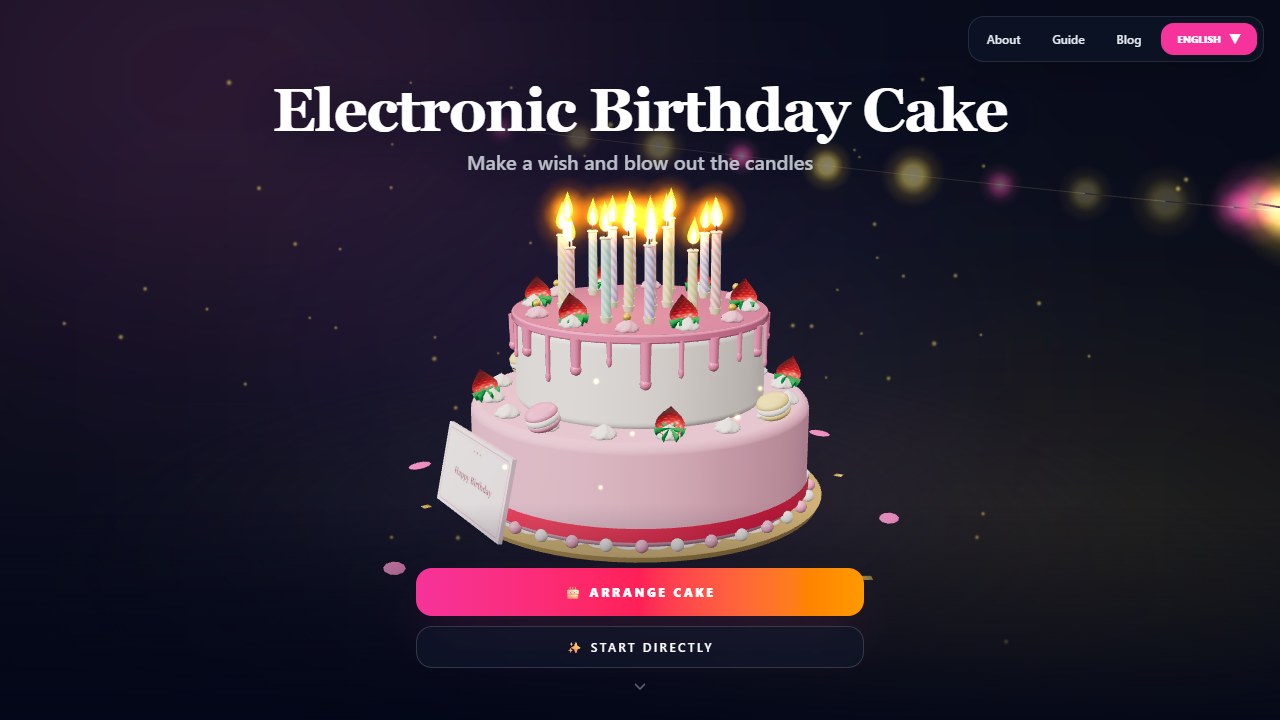 About
Guide
Blog
ENGLISH ▼
Electronic Birthday Cake
Make a wish and blow out the candles
Happy Birthday
🎂 ARRANGE CAKE
✨ START DIRECTLY